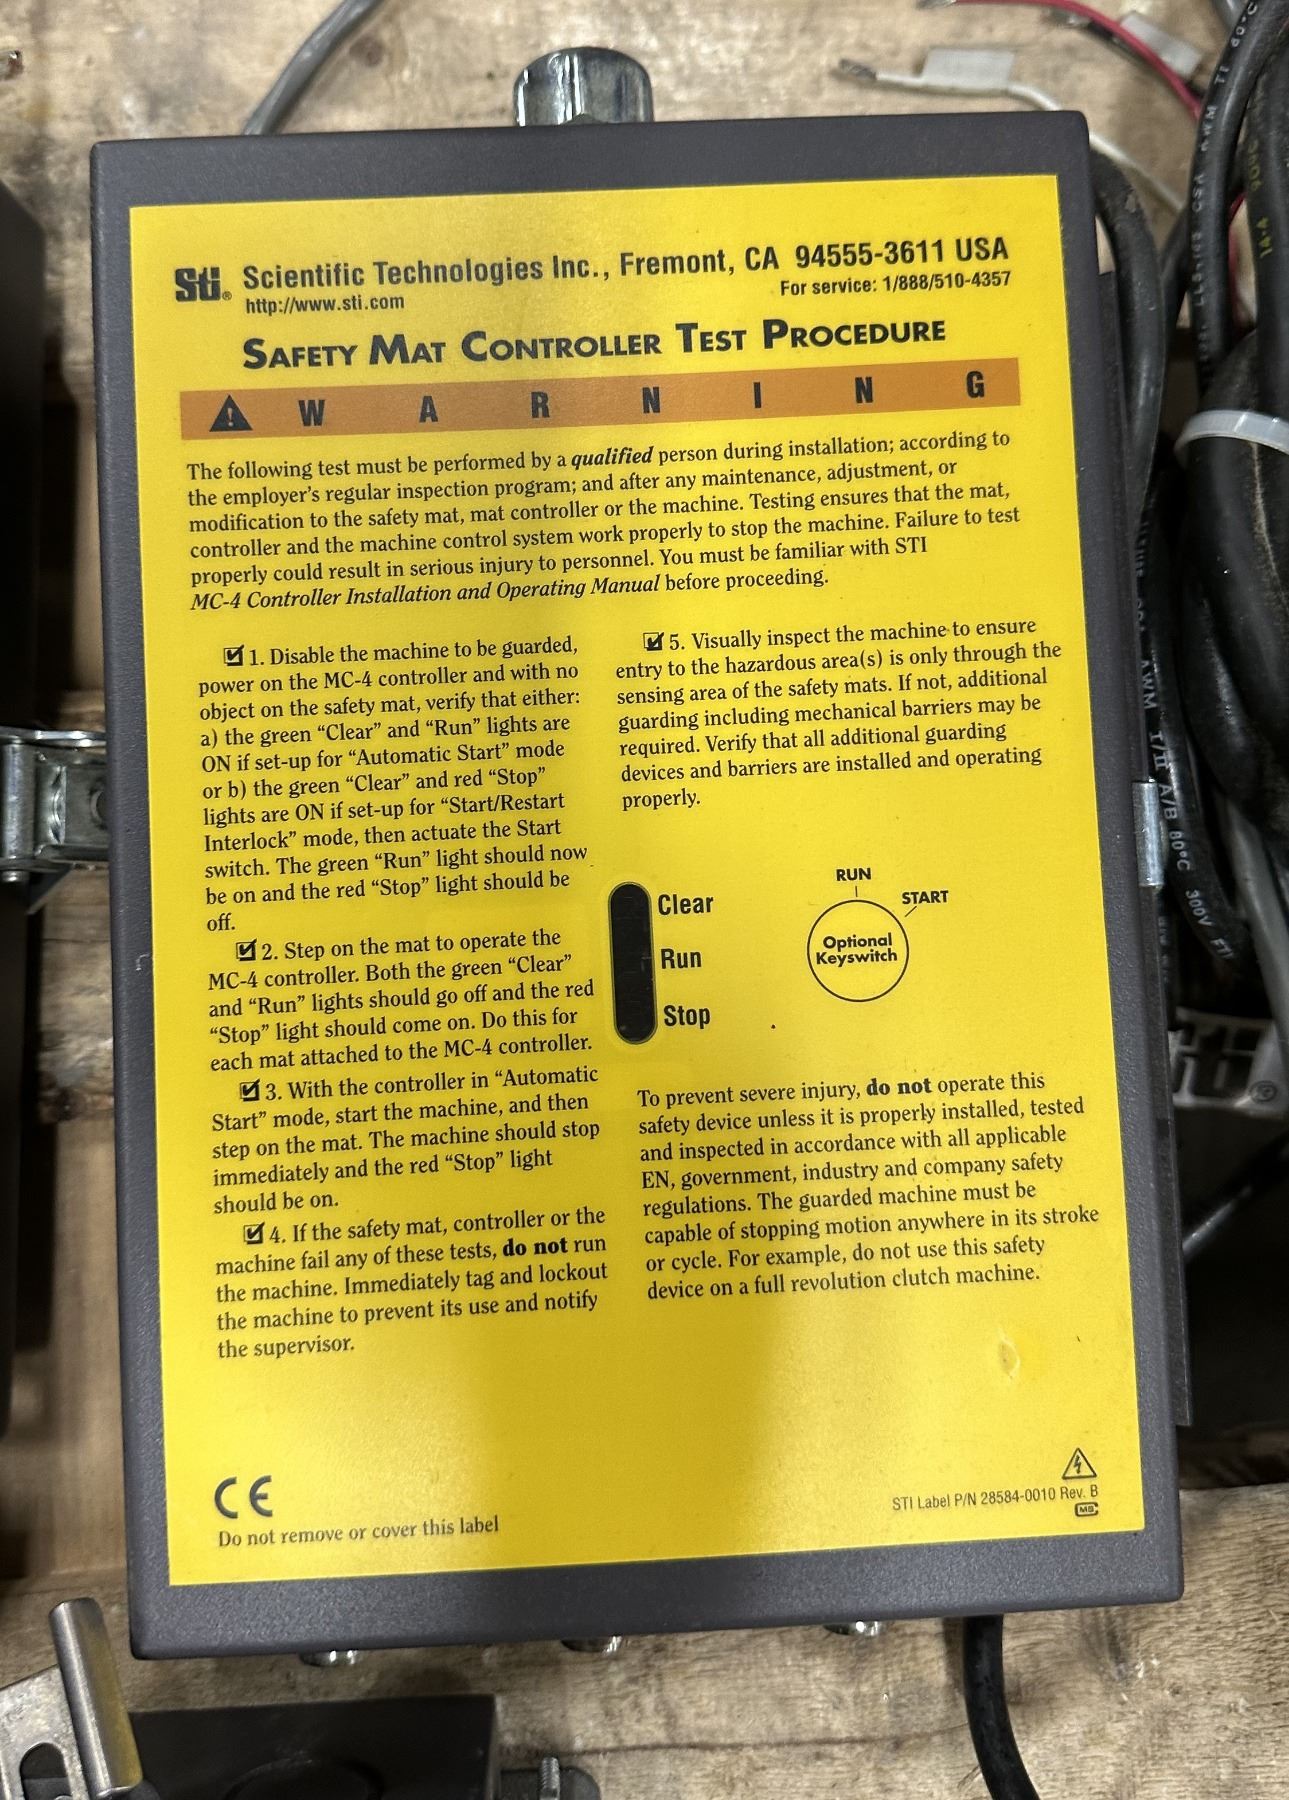 Sti® Scientific Technologies Inc., Fremont, CA 94555-3611 USA
http://www.sti.com
For service: 1/888/510-4357
SAFETY MAT CONTROLLER TEST PROCEDURE
WARNING
The following test must be performed by a qualified person during installation; according to
the employer's regular inspection program; and after any maintenance, adjustment, or
modification to the safety mat, mat controller or the machine. Testing ensures that the mat,
controller and the machine control system work properly to stop the machine. Failure to test
properly could result in serious injury to personnel. You must be familiar with STI
MC-4 Controller Installation and Operating Manual before proceeding.
1. Disable the machine to be guarded,
power on the MC-4 controller and with no
object on the safety mat, verify that either:
a) the green “Clear” and “Run” lights are
ON if set-up for “Automatic Start” mode
or b) the green “Clear” and red “Stop”
lights are ON if set-up for “Start/Restart
Interlock” mode, then actuate the Start
switch. The green “Run” light should now
be on and the red “Stop” light should be
off.
2. Step on the mat to operate the
MC-4 controller. Both the green “Clear”
and “Run” lights should go off and the red
“Stop” light should come on. Do this for
each mat attached to the MC-4 controller.
3. With the controller in “Automatic
Start” mode, start the machine, and then
step on the mat. The machine should stop
immediately and the red “Stop” light
should be on.
4. If the safety mat, controller or the
machine fail any of these tests, do not run
the machine. Immediately tag and lockout
the machine to prevent its use and notify
the supervisor.
5. Visually inspect the machine to ensure
entry to the hazardous area(s) is only through the
sensing area of the safety mats. If not, additional
guarding including mechanical barriers may be
required. Verify that all additional guarding
devices and barriers are installed and operating
properly.
Clear
Run
Stop
RUN
START
Optional
Keyswitch
To prevent severe injury, do not operate this
safety device unless it is properly installed, tested
and inspected in accordance with all applicable
EN, government, industry and company safety
regulations. The guarded machine must be
capable of stopping motion anywhere in its stroke
or cycle. For example, do not use this safety
device on a full revolution clutch machine.
CE
Do not remove or cover this label
STI Label P/N 28584-0010 Rev. B
AWM I/II A/B 80°C 300V FT1